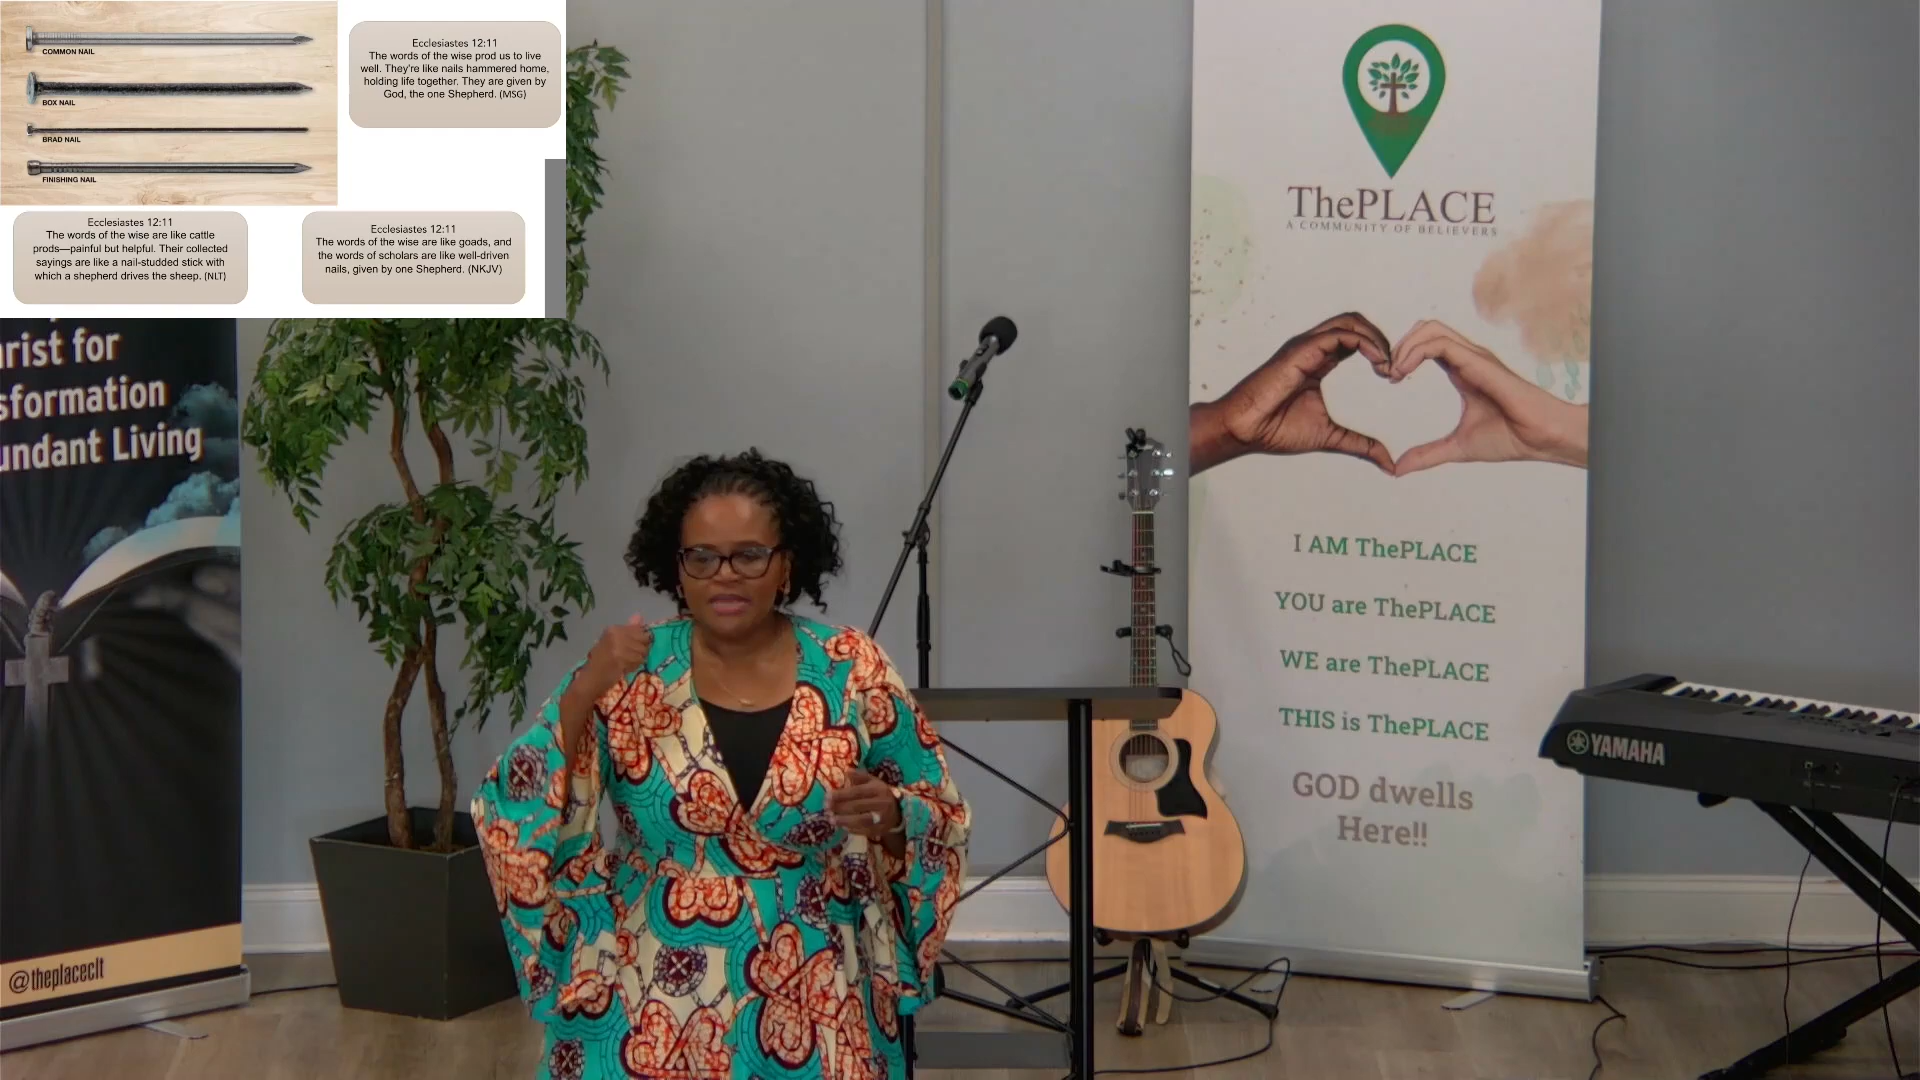 COMMON NAIL
BOX NAIL
BRAD NAIL
FINISHING NAIL
Ecclesiastes 12:11
The words of the wise prod us to live
well. They're like nails hammered home,
holding life together. They are given by
God, the one Shepherd. (MSG)
Ecclesiastes 12:11
The words of the wise are like cattle
prods—painful but helpful. Their collected
sayings are like a nail-studded stick with
which a shepherd drives the sheep. (NLT)
Ecclesiastes 12:11
The words of the wise are like goads, and
the words of scholars are like well-driven
nails, given by one Shepherd. (NKJV)
rist for
sformation
undant Living
@theplaceclt
ThePLACE
A COMMUNITY OF BELIEVERS
I AM ThePLACE
YOU are ThePLACE
WE are ThePLACE
THIS is ThePLACE
GOD dwells
Here!!
YAMAHA